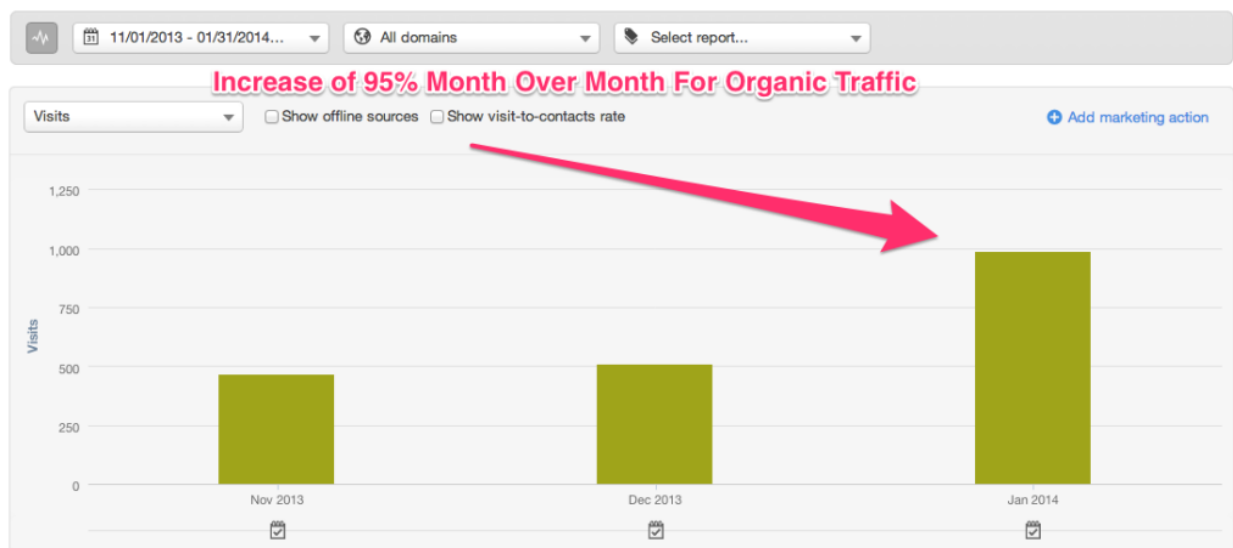 31 11/01/2013 - 01/31/2014... All domains Select report...
Increase of 95% Month Over Month For Organic Traffic
Visits Show offline sources Show visit-to-contacts rate Add marketing action
1,250
1,000
750
500
250
0
Visits
Nov 2013 Dec 2013 Jan 2014